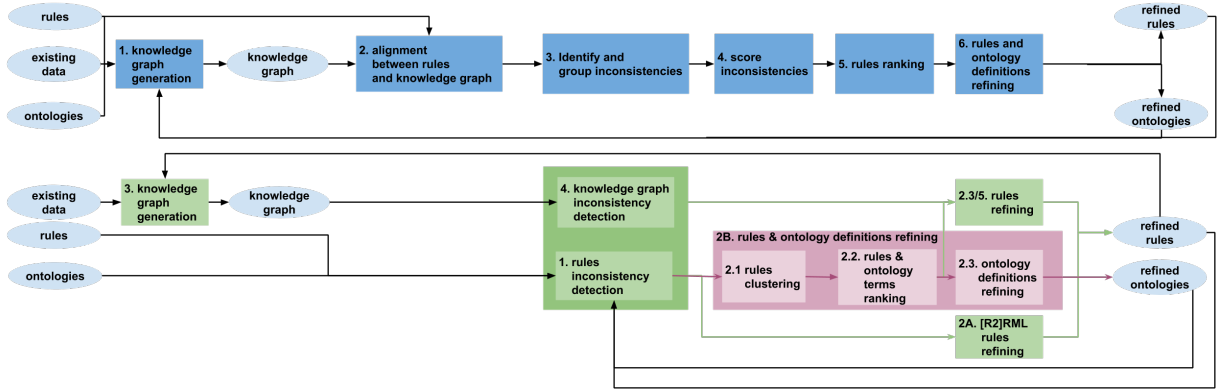 rules
existing
data
ontologies
1. knowledge
graph
generation
knowledge
graph
2. alignment
between rules
and knowledge graph
3. Identify and
group inconsistencies
4. score
inconsistencies
5. rules ranking
6. rules and
ontology
definitions
refining
refined
rules
refined
ontologies
existing
data
rules
ontologies
3. knowledge
graph
generation
knowledge
graph
4. knowledge graph
inconsistency
detection
1. rules
inconsistency
detection
2.3/5. rules
refining
2B. rules & ontology definitions refining
2.1 rules
clustering
2.2. rules &
ontology
terms
ranking
2.3. ontology
definitions
refining
2A. [R2]RML
rules
refining
refined
rules
refined
ontologies